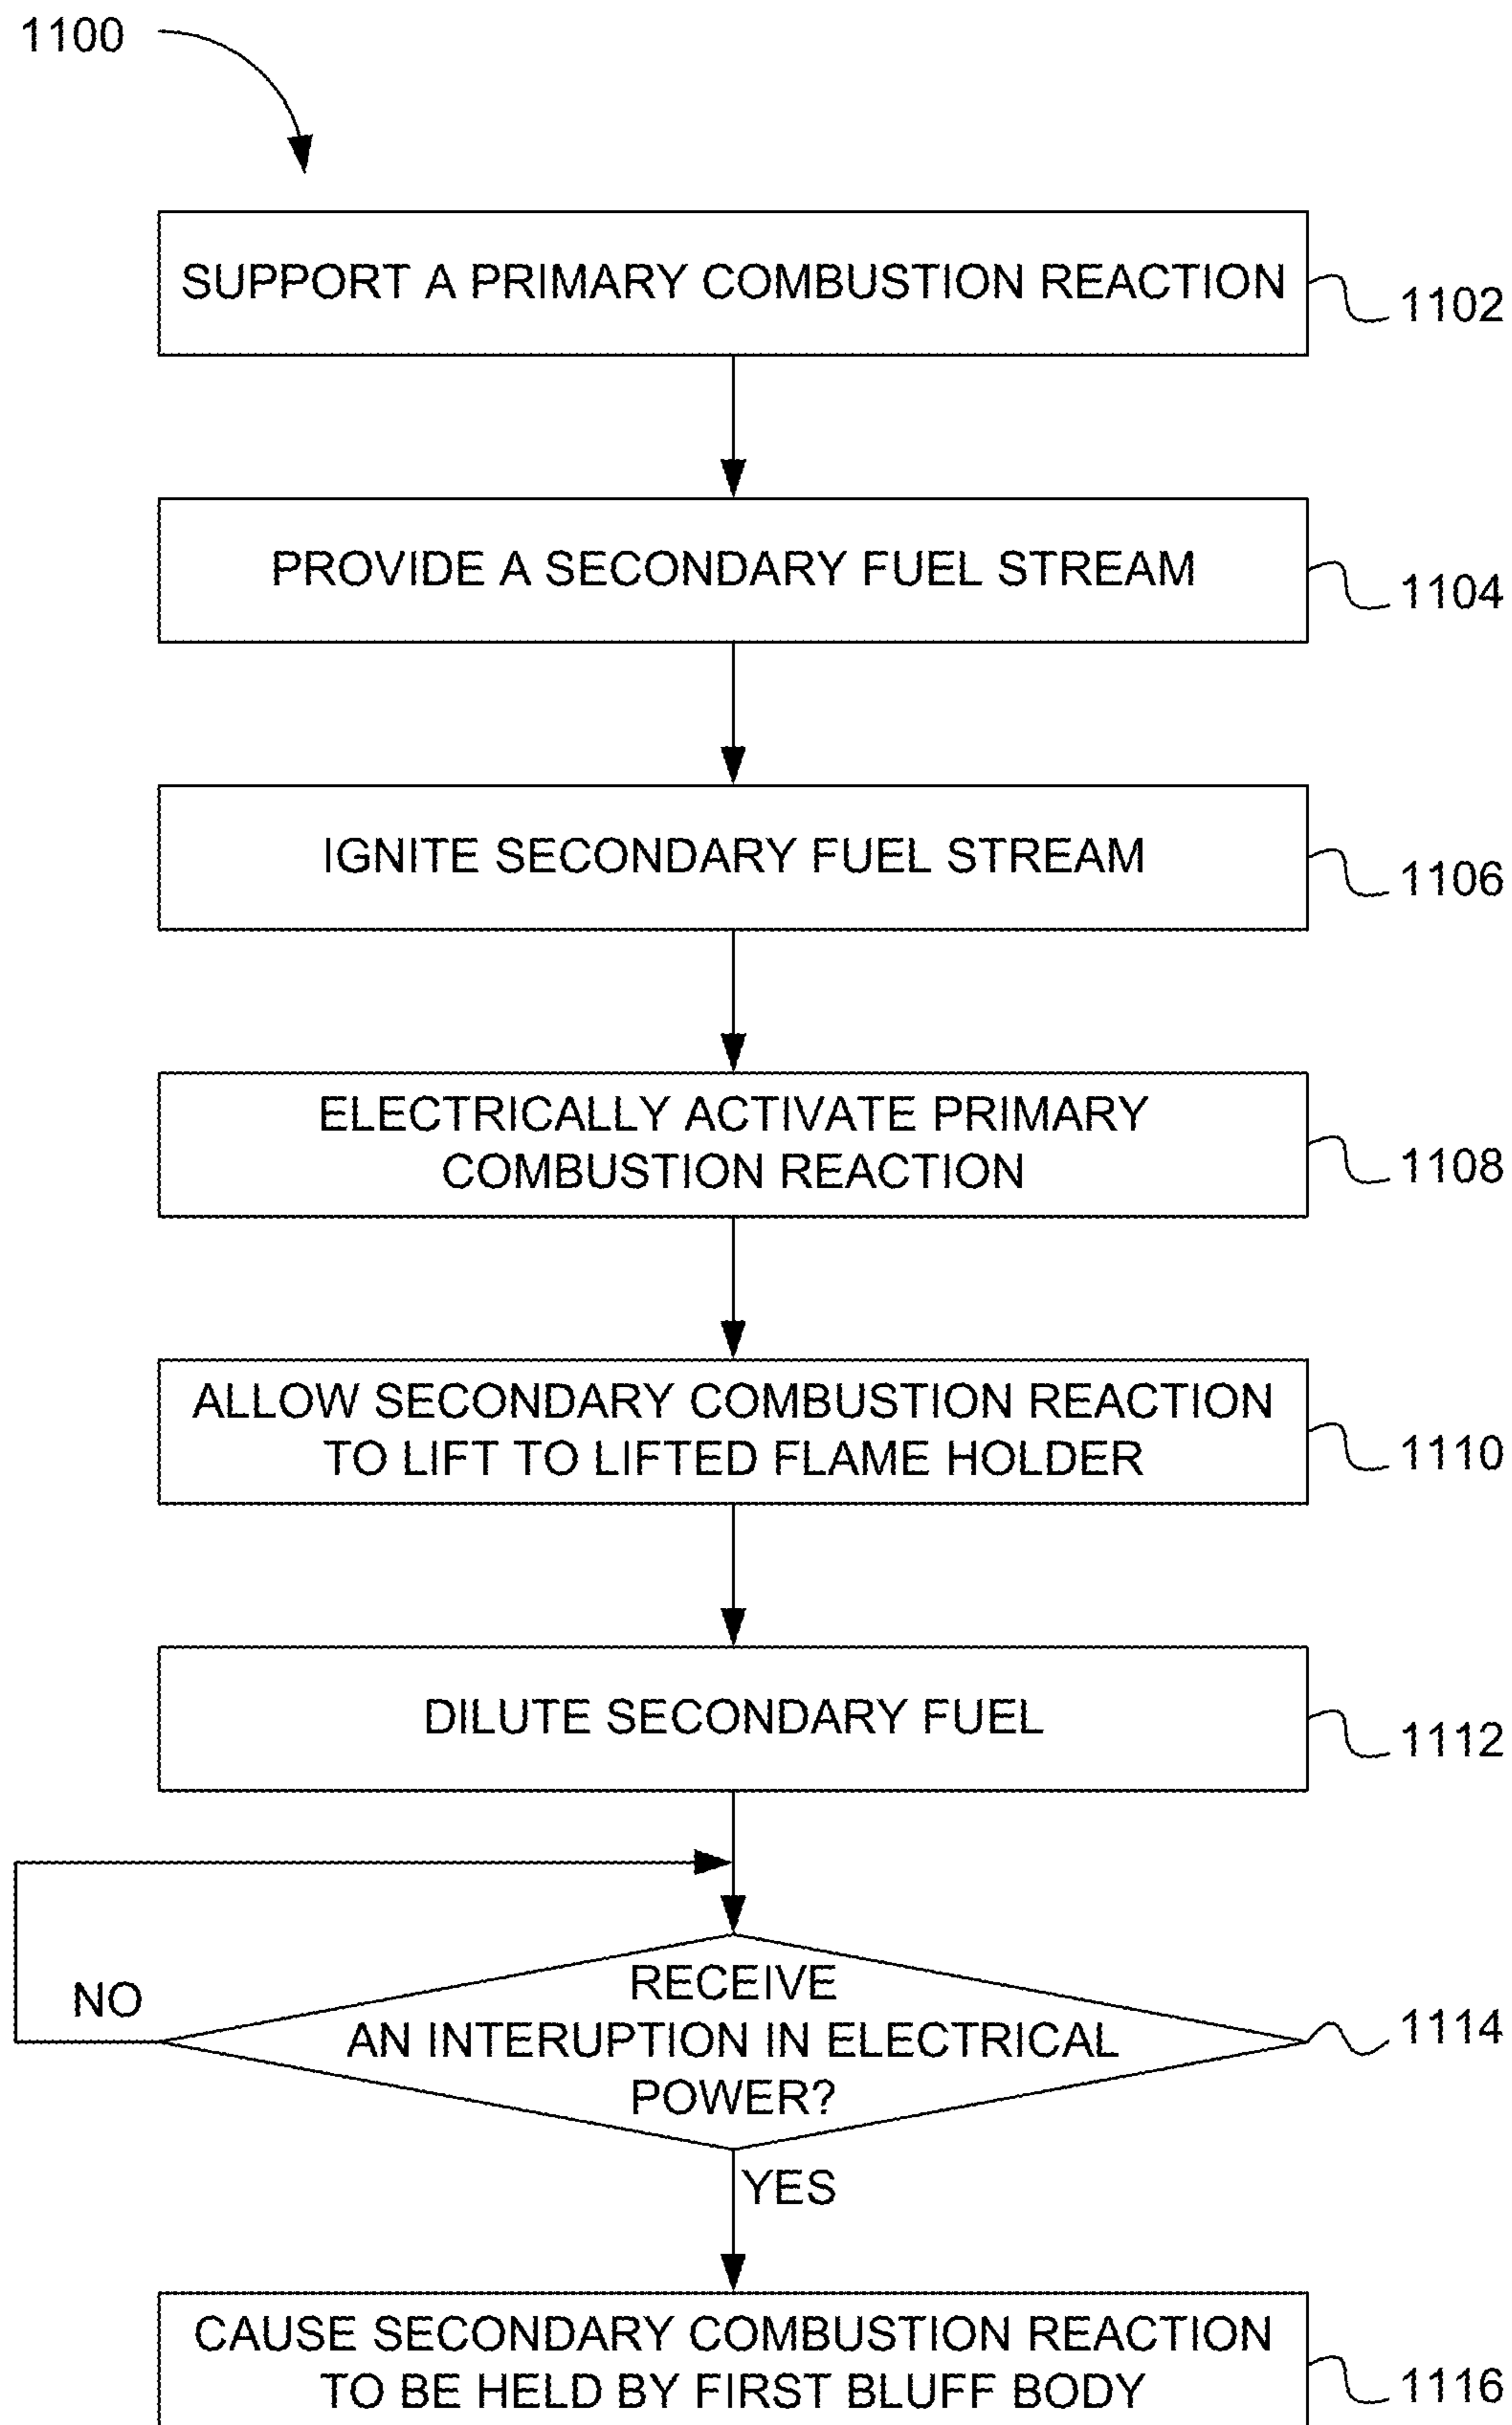 1100
SUPPORT A PRIMARY COMBUSTION REACTION
1102
PROVIDE A SECONDARY FUEL STREAM
1104
IGNITE SECONDARY FUEL STREAM
1106
ELECTRICALLY ACTIVATE PRIMARY
COMBUSTION REACTION
1108
ALLOW SECONDARY COMBUSTION REACTION
TO LIFT TO LIFTED FLAME HOLDER
1110
DILUTE SECONDARY FUEL
1112
RECEIVE
AN INTERUPTION IN ELECTRICAL
POWER?
1114
NO
YES
CAUSE SECONDARY COMBUSTION REACTION
TO BE HELD BY FIRST BLUFF BODY
1116